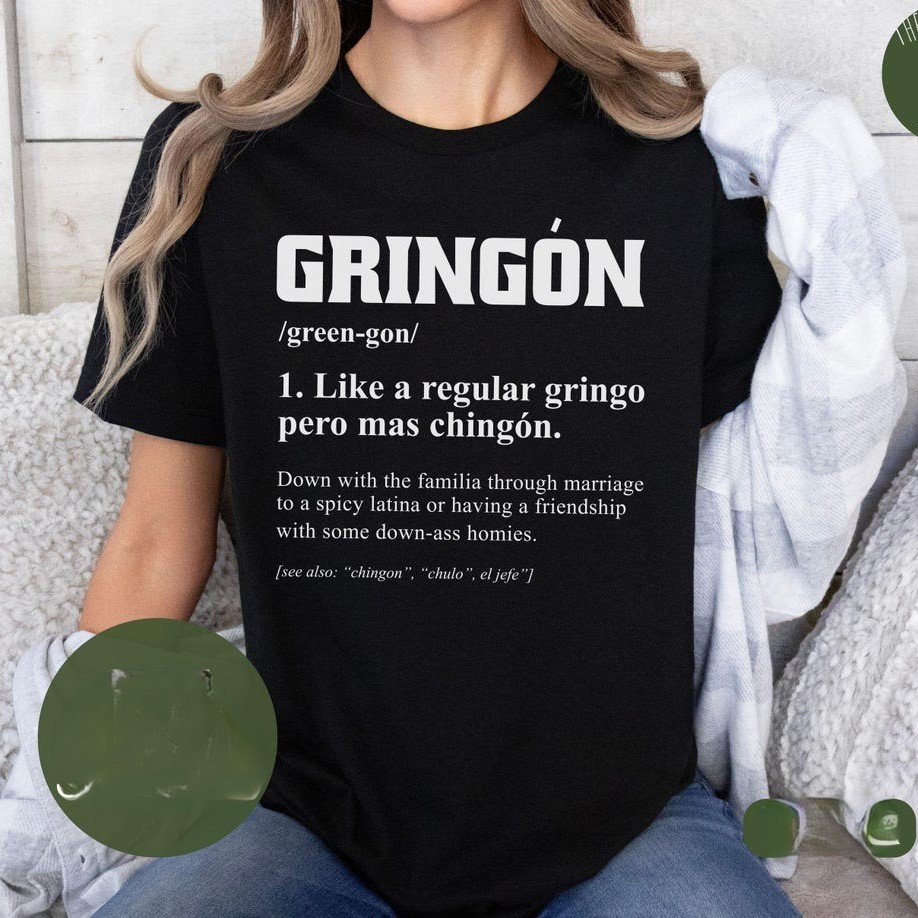 GRINGÓN
/green-gon/
1. Like a regular gringo
pero mas chingón.
Down with the familia through marriage
to a spicy latina or having a friendship
with some down-ass homies.
[see also: “chingon”, “chulo”, el jefe”]